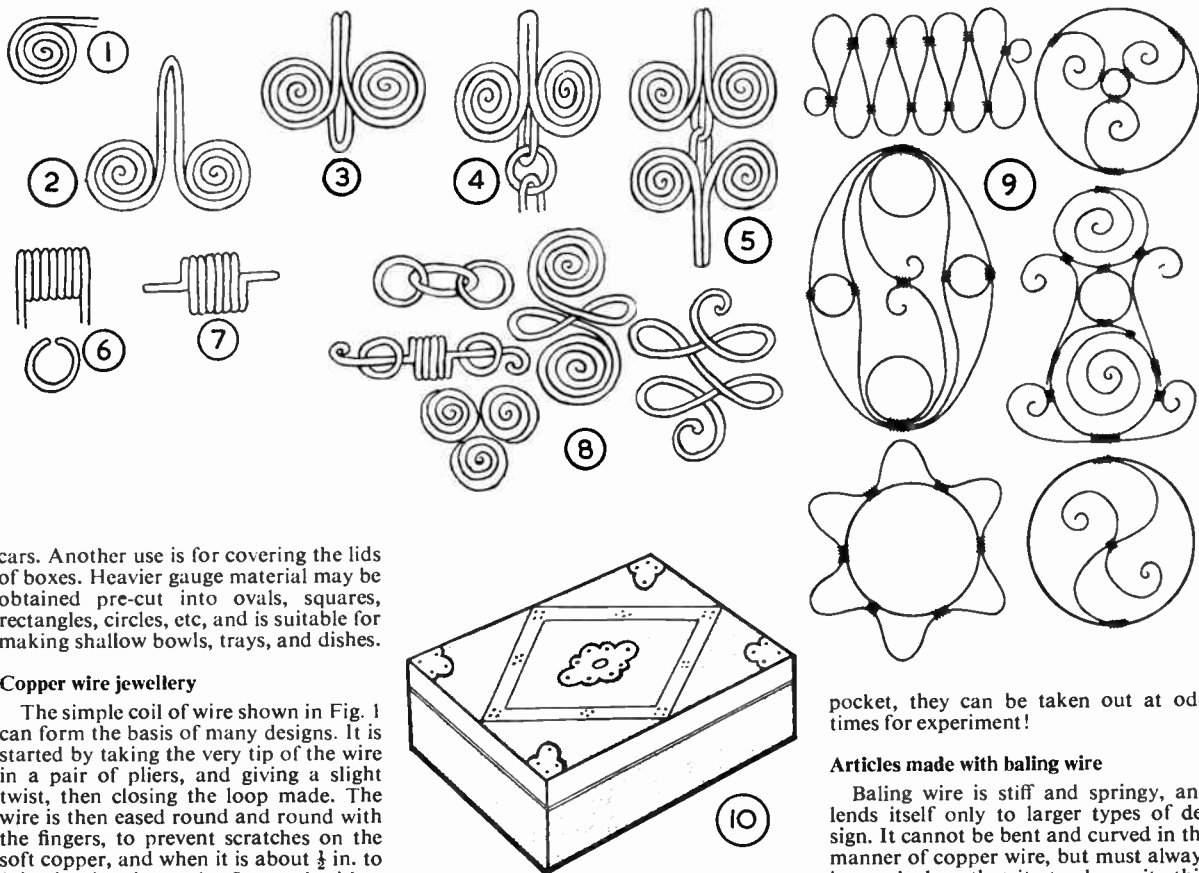 1
2
3
4
5
6
7
8
9
cars. Another use is for covering the lids
of boxes. Heavier gauge material may be
obtained pre-cut into ovals, squares,
rectangles, circles, etc, and is suitable for
making shallow bowls, trays, and dishes.
Copper wire jewellery
The simple coil of wire shown in Fig. 1
can form the basis of many designs. It is
started by taking the very tip of the wire
in a pair of pliers, and giving a slight
twist, then closing the loop made. The
wire is then eased round and round with
the fingers, to prevent scratches on the
soft copper, and when it is about ½ in. to
10
pocket, they can be taken out at od
times for experiment!
Articles made with baling wire
Baling wire is stiff and springy, an
lends itself only to larger types of de
sign. It cannot be bent and curved in th
manner of copper wire, but must alway